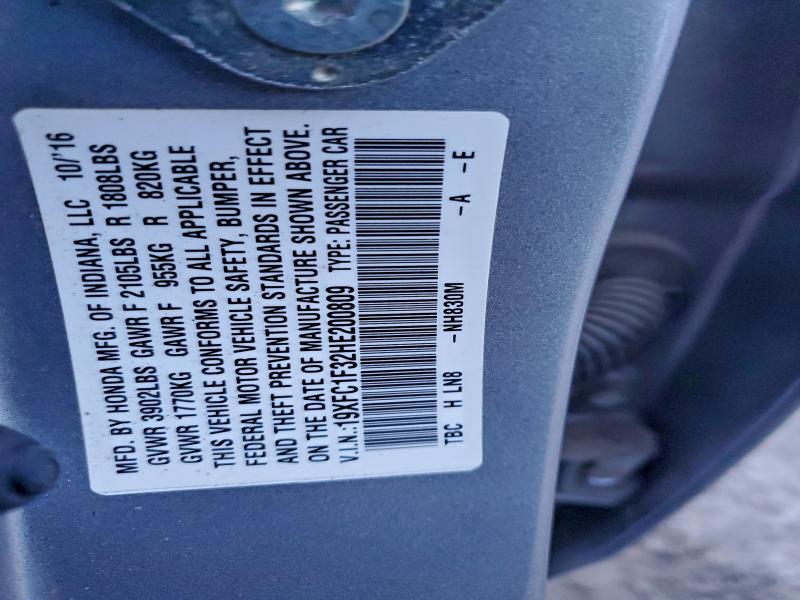 MFD. BY HONDA MFG. OF INDIANA, LLC 10/'16
GVWR 3902LBS GAWR F 2105LBS R 1808LBS
GVWR 1770KG GAWR F 955KG R 820KG
THIS VEHICLE CONFORMS TO ALL APPLICABLE
FEDERAL MOTOR VEHICLE SAFETY, BUMPER,
AND THEFT PREVENTION STANDARDS IN EFFECT
ON THE DATE OF MANUFACTURE SHOWN ABOVE.
V.I.N.:19XFC1F32HE200809 TYPE: PASSENGER CAR
TBC H LN8 -NH830M -A -E